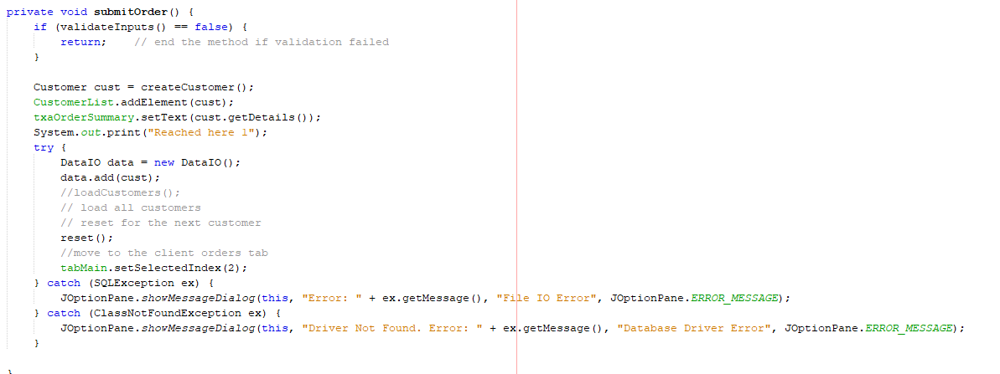 private void submitOrder() {
    if (validateInputs() == false) {
        return;    // end the method if validation failed
    }

    Customer cust = createCustomer();
    CustomerList.addElement(cust);
    txaOrderSummary.setText(cust.getDetails());
    System.out.print("Reached here 1");
    try {
        DataIO data = new DataIO();
        data.add(cust);
        //loadCustomers();
        // load all customers
        // reset for the next customer
        reset();
        //move to the client orders tab
        tabMain.setSelectedIndex(2);
    } catch (SQLException ex) {
        JOptionPane.showMessageDialog(this, "Error: " + ex.getMessage(), "File IO Error", JOptionPane.ERROR_MESSAGE);
    } catch (ClassNotFoundException ex) {
        JOptionPane.showMessageDialog(this, "Driver Not Found. Error: " + ex.getMessage(), "Database Driver Error", JOptionPane.ERROR_MESSAGE);
    }

}